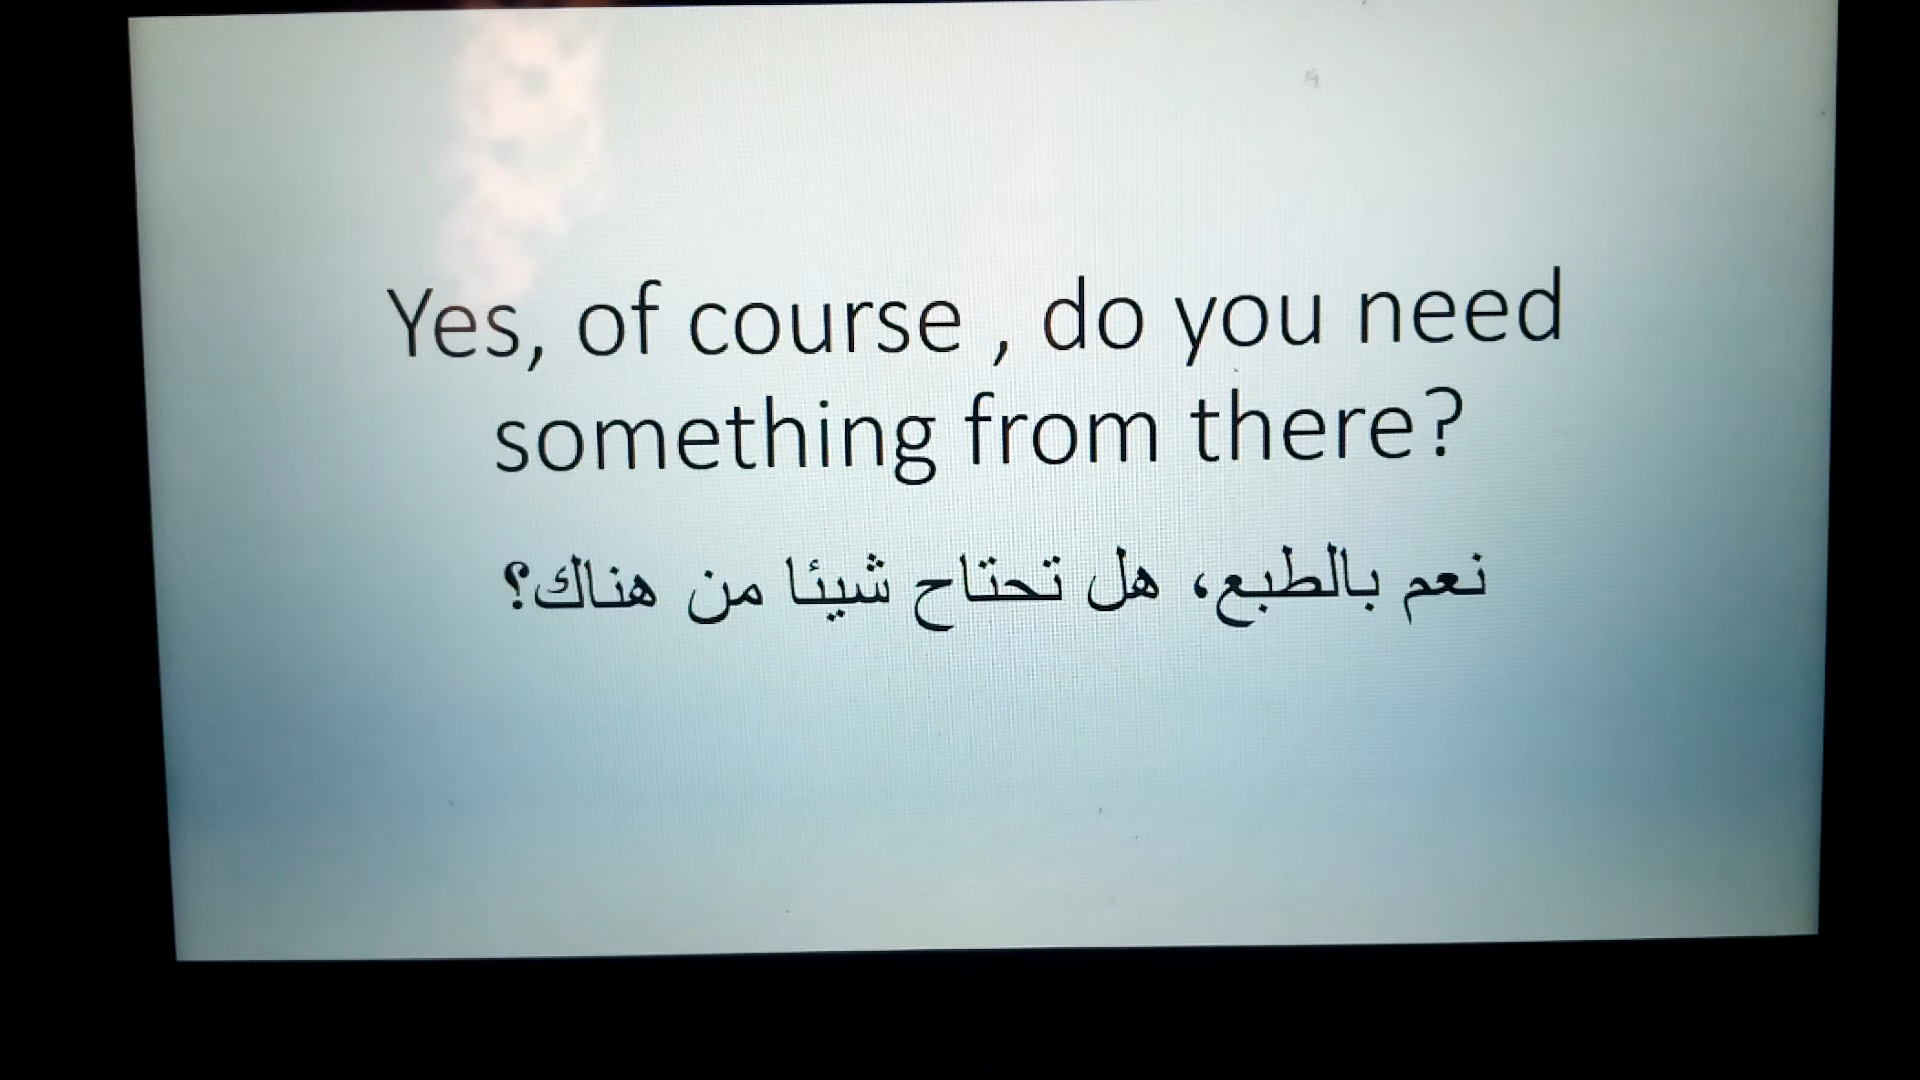 Yes, of course , do you need
something from there?
نعم بالطبع، هل تحتاج شيئا من هناك؟